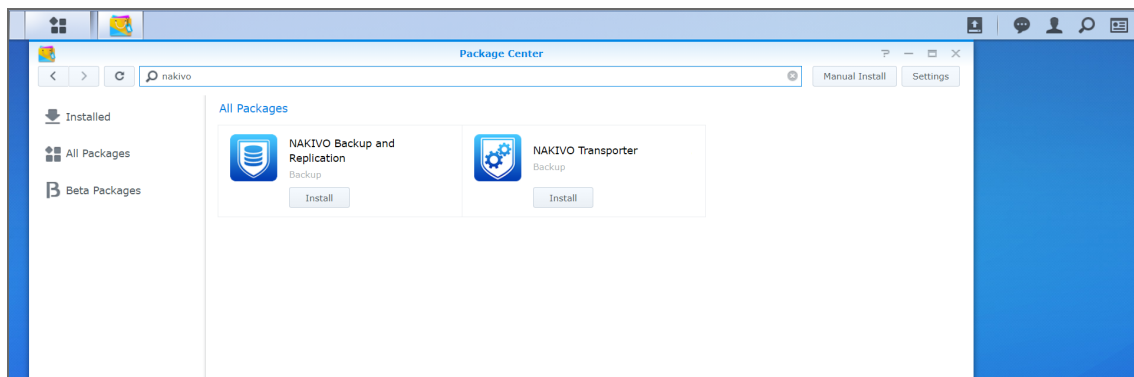 Package Center
nakivo
Manual Install
Settings
Installed
All Packages
Beta Packages
All Packages
NAKIVO Backup and
Replication
Backup
Install
NAKIVO Transporter
Backup
Install